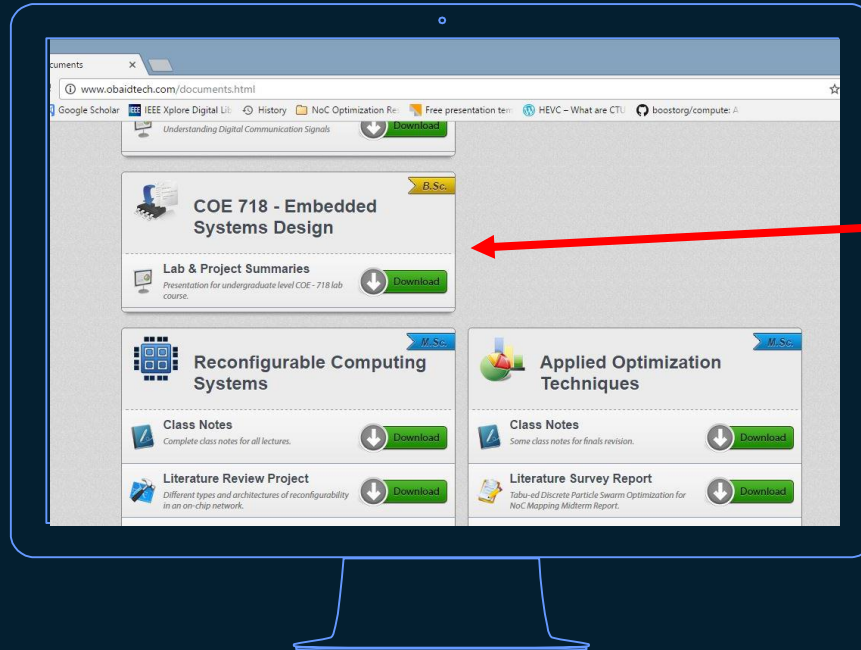 cuments
www.obaidtech.com/documents.html
Google Scholar IEEE Xplore Digital Lib History NoC Optimization Re Free presentation tem HEVC – What are CTU boostorg/compute: A
Understanding Digital Communication Signals
Download
B.Sc.
COE 718 - Embedded
Systems Design
Lab & Project Summaries
Presentation for undergraduate level COE - 718 lab
course.
Download
M.Sc.
Reconfigurable Computing
Systems
Class Notes
Complete class notes for all lectures.
Download
Literature Review Project
Different types and architectures of reconfigurability
in an on-chip network.
Download
M.Sc.
Applied Optimization
Techniques
Class Notes
Some class notes for finals revision.
Download
Literature Survey Report
Tabu-ed Discrete Particle Swarm Optimization for
NoC Mapping Midterm Report.
Download